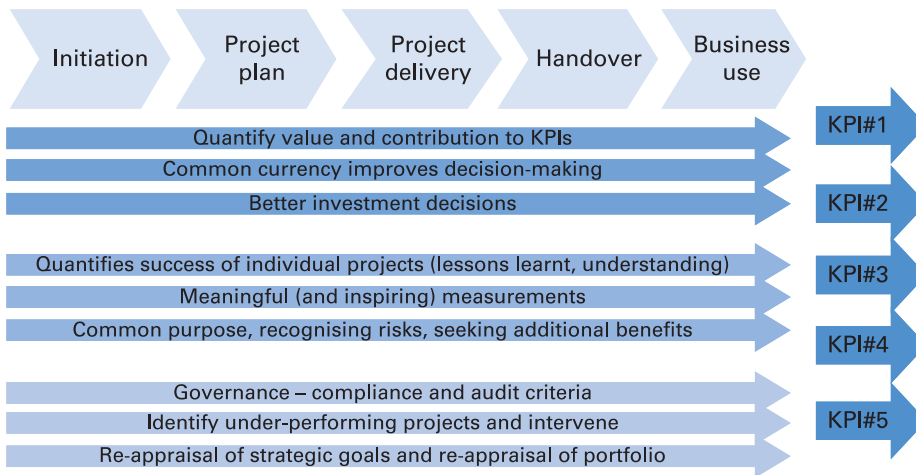 Initiation
Project
plan
Project
delivery
Handover
Business
use
Quantify value and contribution to KPIs
Common currency improves decision-making
Better investment decisions
Quantifies success of individual projects (lessons learnt, understanding)
Meaningful (and inspiring) measurements
Common purpose, recognising risks, seeking additional benefits
Governance – compliance and audit criteria
Identify under-performing projects and intervene
Re-appraisal of strategic goals and re-appraisal of portfolio
KPI#1
KPI#2
KPI#3
KPI#4
KPI#5